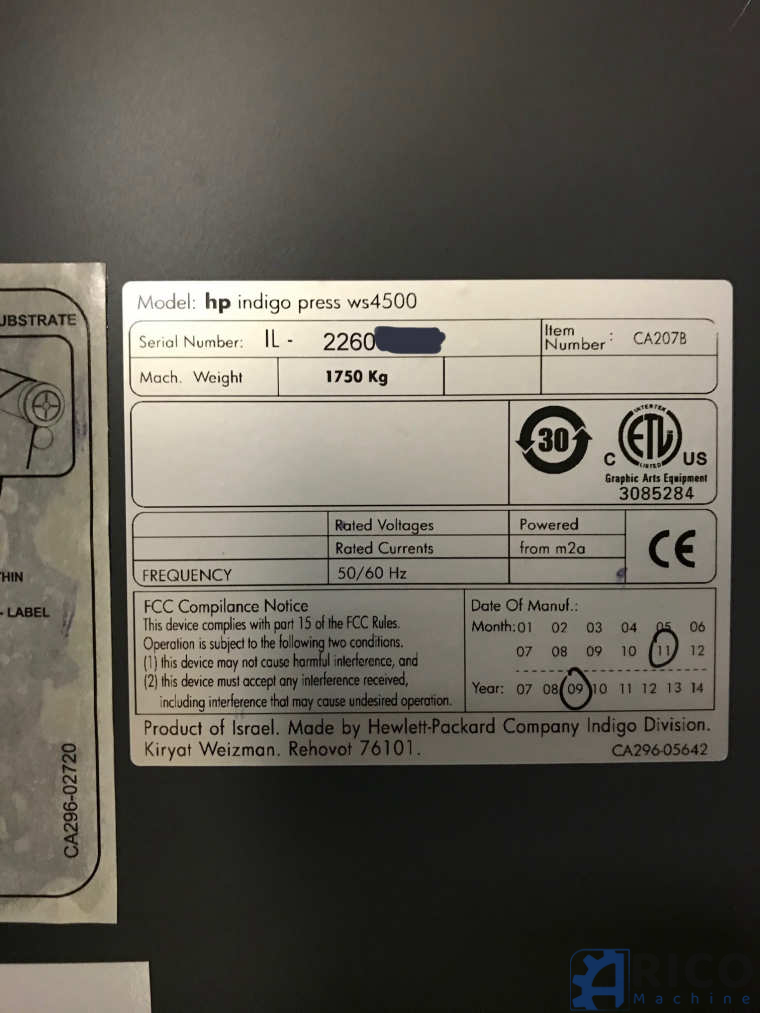 UBSTRATE
HIN
- LABEL
CA296-02720
Model: hp indigo press ws4500
Serial Number: IL - 2260
Item Number : CA207B
Mach. Weight 1750 Kg
30
C ETL US
INTERTEK
LISTED
Graphic Arts Equipment
3085284
Rated Voltages
Rated Currents
Powered
from m2a
FREQUENCY 50/60 Hz
CE
FCC Compilance Notice
This device complies with part 15 of the FCC Rules.
Operation is subject to the following two conditions.
(1) this device may not cause harmful interference, and
(2) this device must accept any interference received,
including interference that may cause undesired operation.
Date Of Manuf.:
Month: 01 02 03 04 05 06
07 08 09 10 11 12
Year: 07 08 09 10 11 12 13 14
Product of Israel. Made by Hewlett-Packard Company Indigo Division.
Kiryat Weizman. Rehovot 76101.
CA296-05642
ARICO
Machine